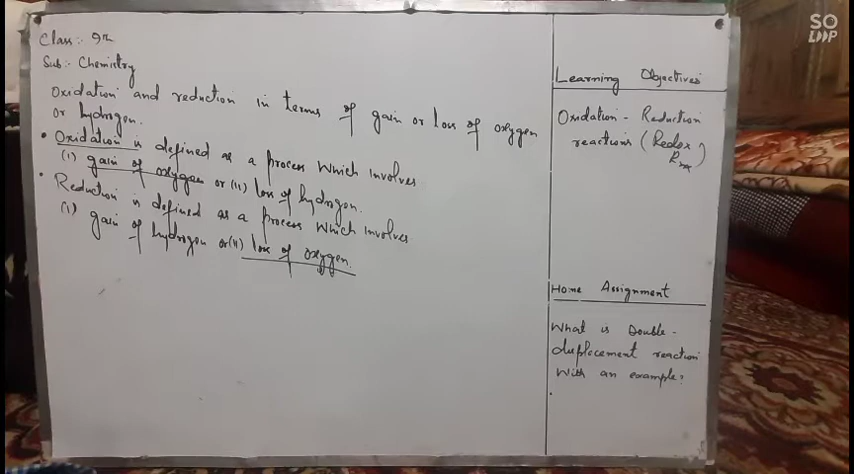 Class:- 9th
Sub:- Chemistry
Oxidation and reduction in terms of gain or loss of oxygen
or hydrogen.
• Oxidation is defined as a process which involves
(i) gain of oxygen or (ii) loss of hydrogen.
• Reduction is defined as a process which involves
(i) gain of hydrogen or (ii) loss of oxygen.
Learning Objectives
Oxidation - Reduction
reactions (Redox
Rxn)
Home Assignment
What is Double-
displacement reaction
with an example?
SO
LOOP